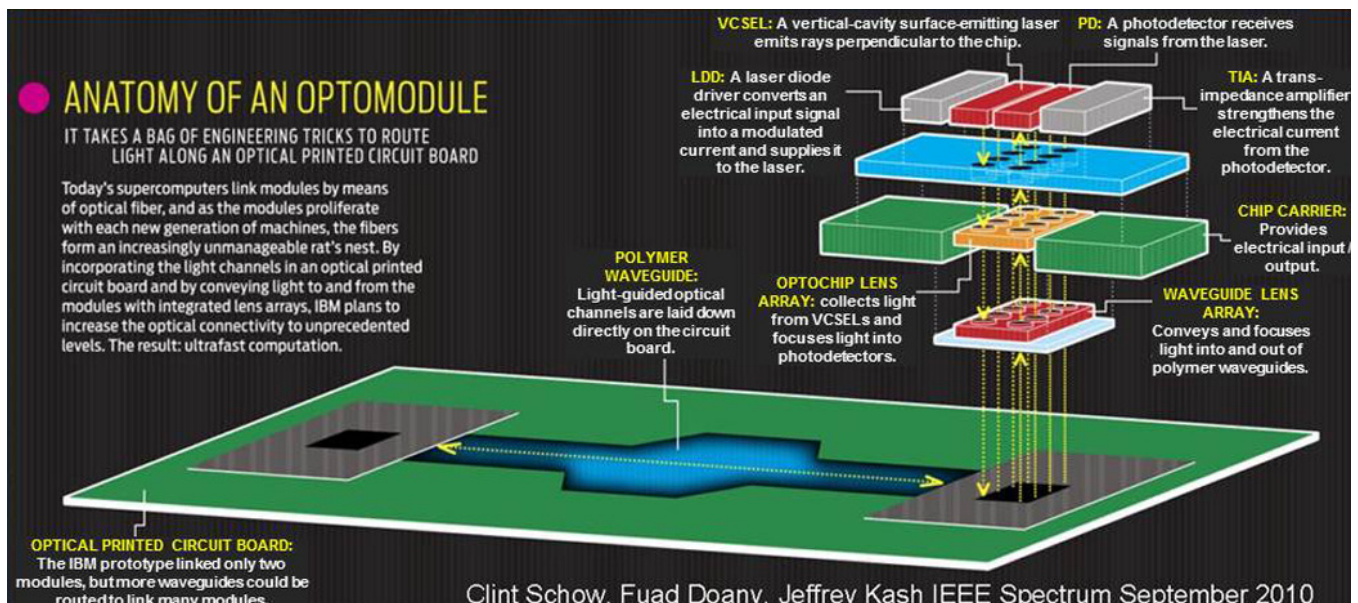 VCSEL: A vertical-cavity surface-emitting laser
emits rays perpendicular to the chip.
PD: A photodetector receives
signals from the laser.
LDD: A laser diode
driver converts an
electrical input signal
into a modulated
current and supplies it
to the laser.
TIA: A trans-
impedance amplifier
strengthens the
electrical current
from the
photodetector.
ANATOMY OF AN OPTOMODULE
IT TAKES A BAG OF ENGINEERING TRICKS TO ROUTE
LIGHT ALONG AN OPTICAL PRINTED CIRCUIT BOARD
Today's supercomputers link modules by means
of optical fiber, and as the modules proliferate
with each new generation of machines, the fibers
form an increasingly unmanageable rat's nest. By
incorporating the light channels in an optical printed
circuit board and by conveying light to and from the
modules with integrated lens arrays, IBM plans to
increase the optical connectivity to unprecedented
levels. The result: ultrafast computation.
CHIP CARRIER:
Provides
electrical input /
output.
POLYMER
WAVEGUIDE:
Light-guided optical
channels are laid down
directly on the circuit
board.
OPTOCHIP LENS
ARRAY: collects light
from VCSELs and
focuses light into
photodetectors.
WAVEGUIDE LENS
ARRAY:
Conveys and focuses
light into and out of
polymer waveguides.
OPTICAL PRINTED CIRCUIT BOARD:
The IBM prototype linked only two
modules, but more waveguides could be
routed to link many modules.
Clint Schow, Fuad Doany, Jeffrey Kash IEEE Spectrum September 2010